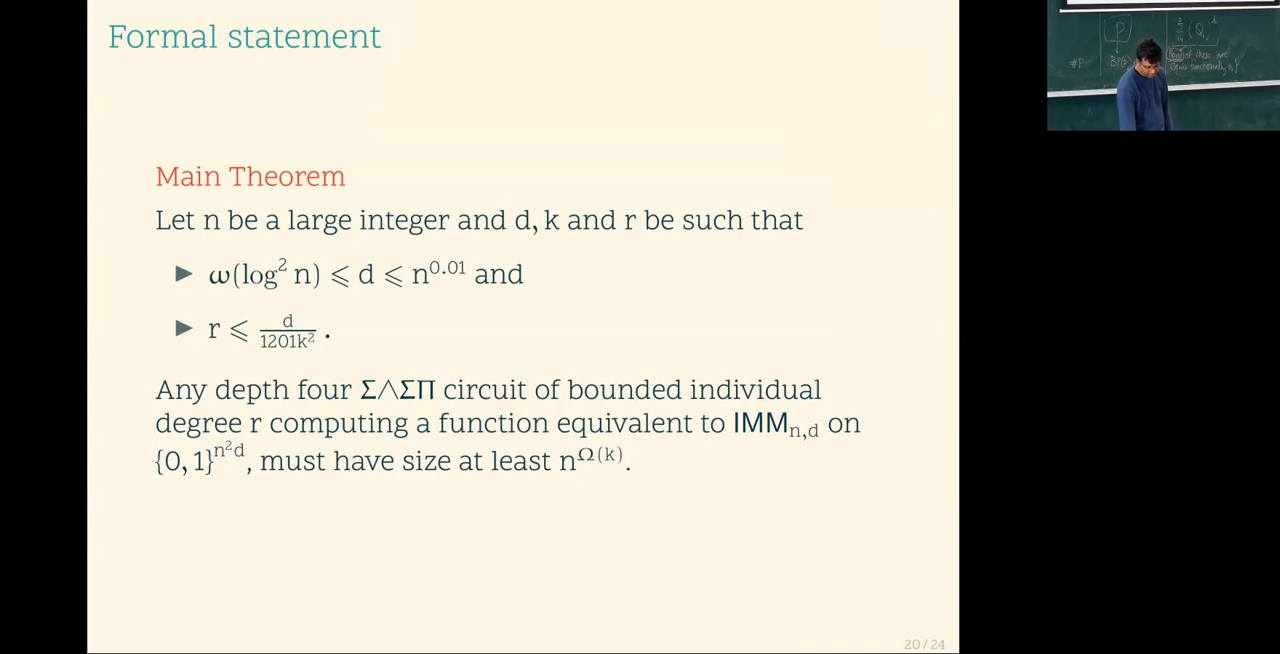 Formal statement
Main Theorem
Let n be a large integer and d, k and r be such that
▶ ω(log² n) ⩽ d ⩽ n^{0.01} and
▶ r ⩽ d/1201k² .
Any depth four Σ∧ΣΠ circuit of bounded individual
degree r computing a function equivalent to IMM_{n,d} on
{0, 1}^{n²d}, must have size at least n^{Ω(k)}.
20 / 24
#P
P